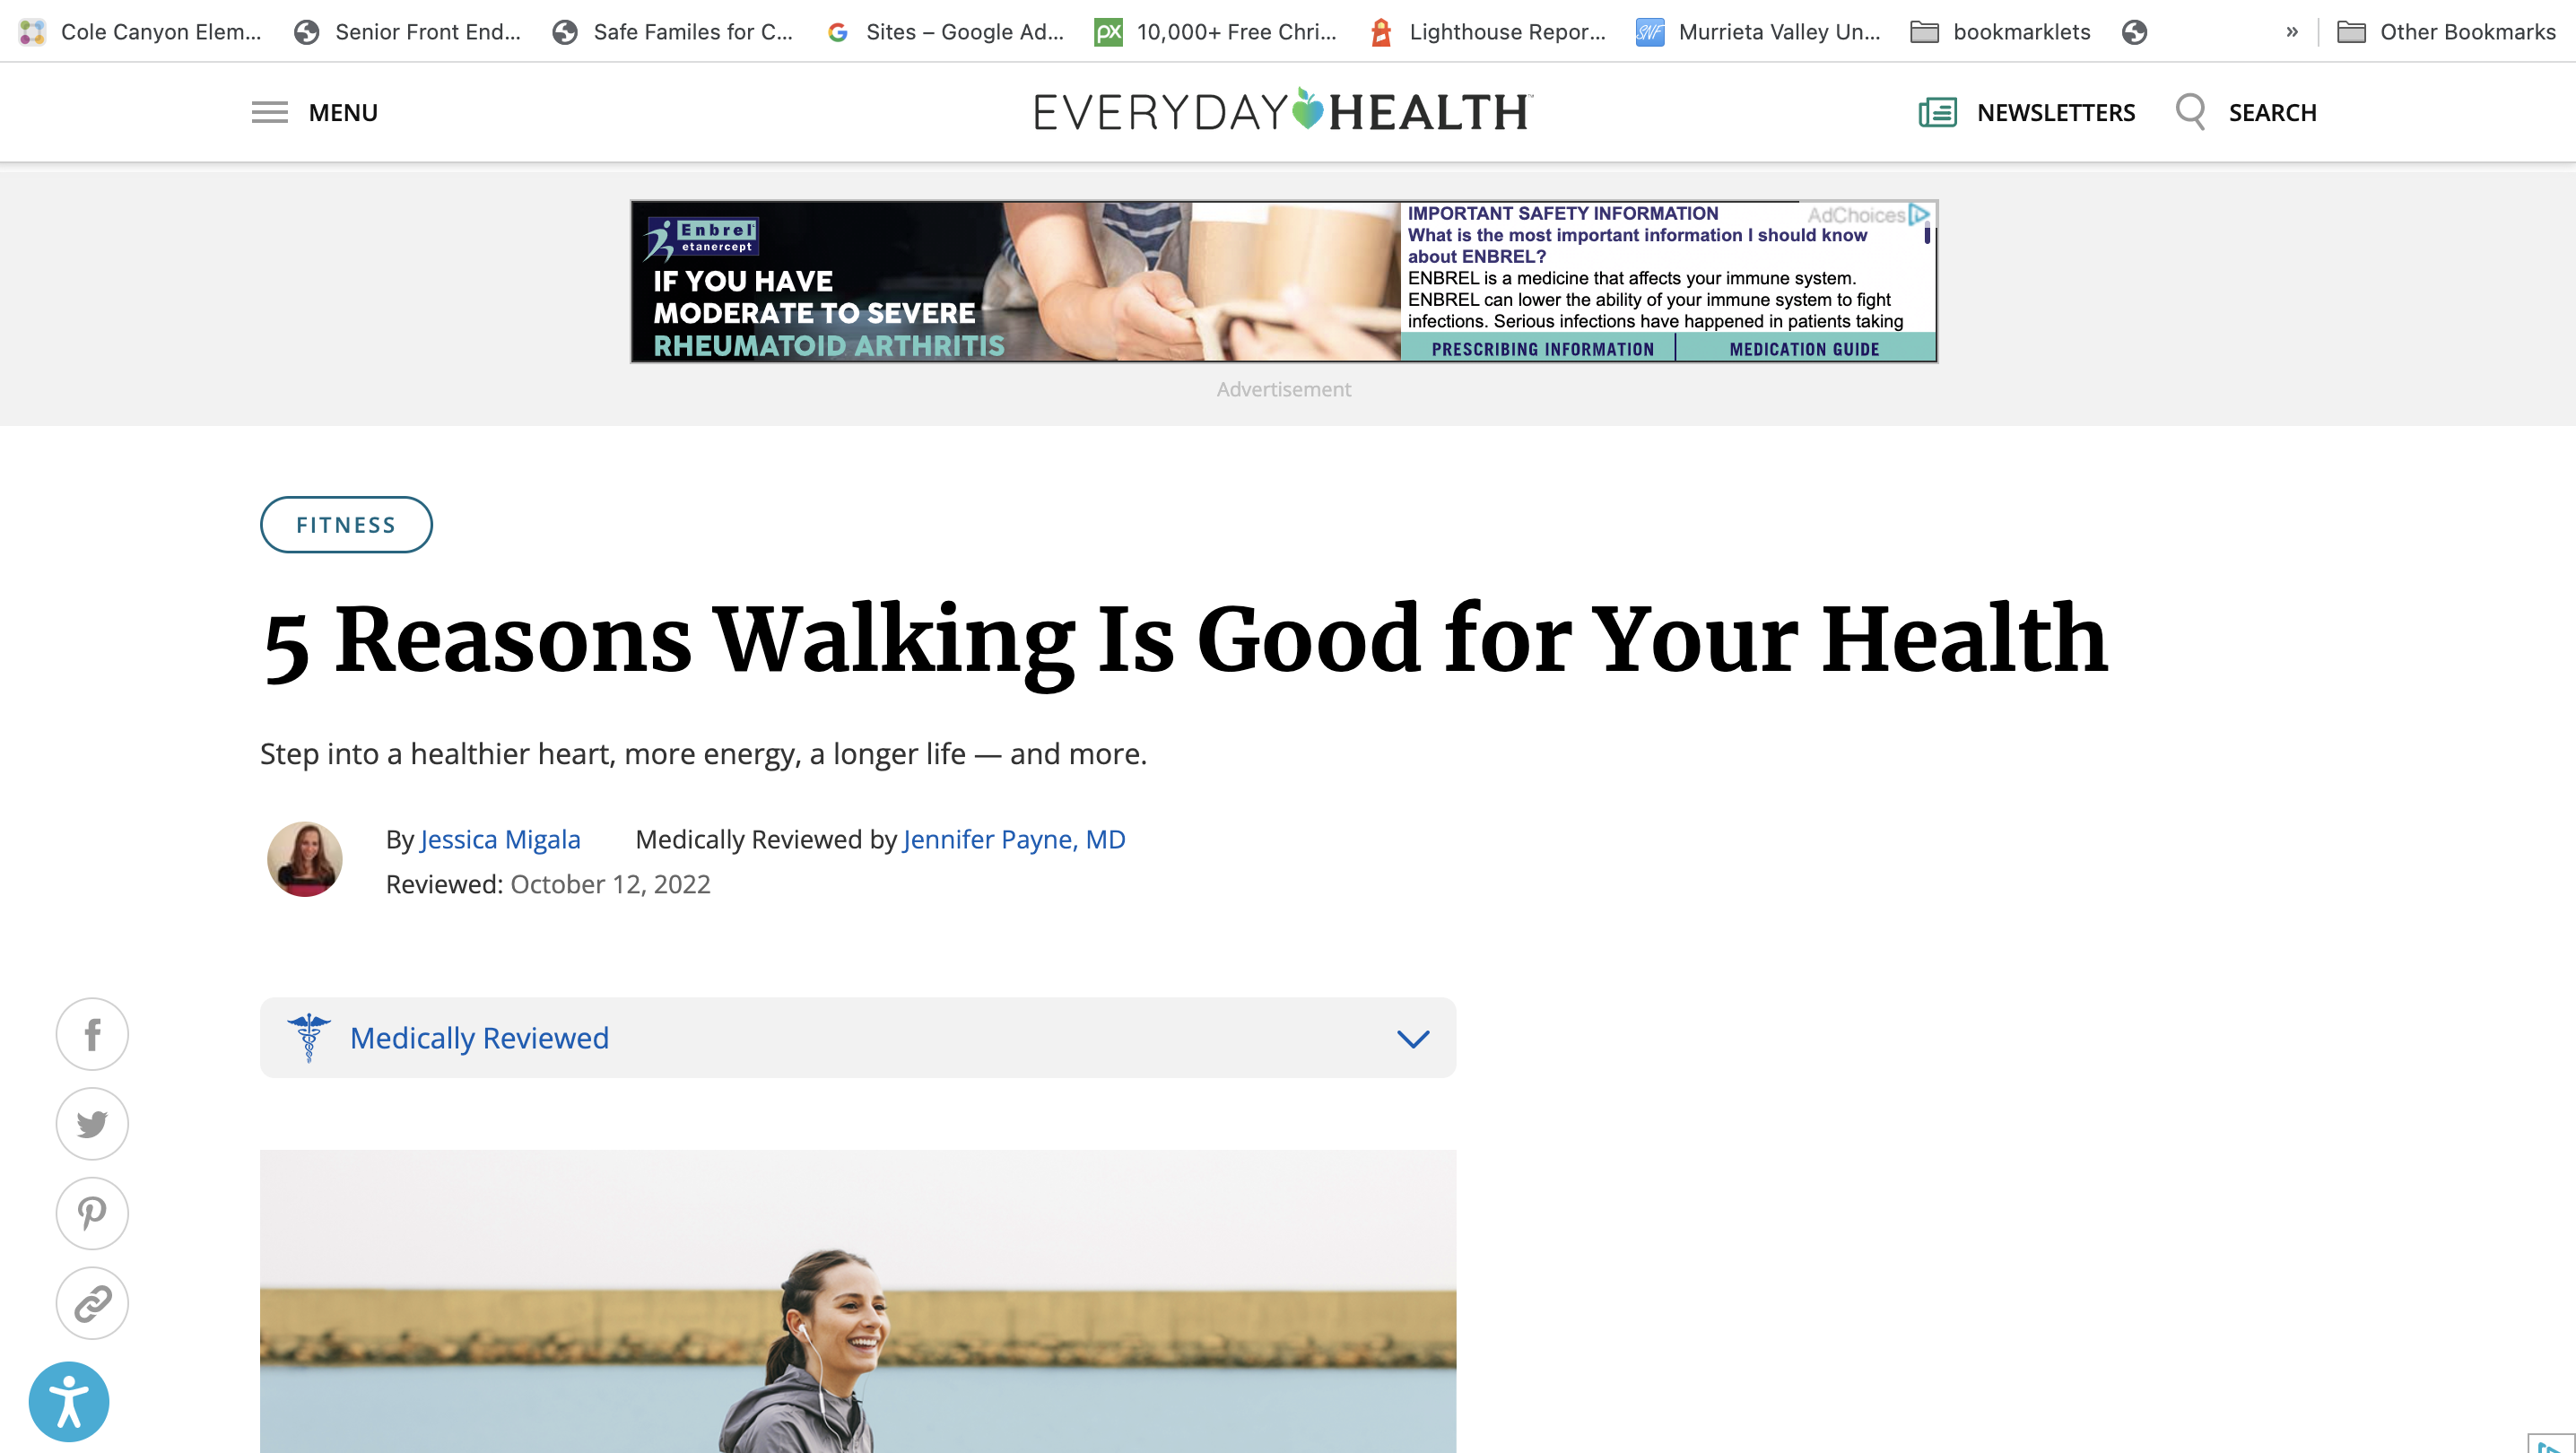 Cole Canyon Elem...
Senior Front End...
Safe Familes for C...
Sites – Google Ad...
10,000+ Free Chri...
Lighthouse Repor...
Murrieta Valley Un...
bookmarklets
»
Other Bookmarks
MENU
EVERYDAY HEALTH
NEWSLETTERS
SEARCH
Enbrel
etanercept
IF YOU HAVE
MODERATE TO SEVERE
RHEUMATOID ARTHRITIS
IMPORTANT SAFETY INFORMATION
AdChoices
What is the most important information I should know
about ENBREL?
ENBREL is a medicine that affects your immune system.
ENBREL can lower the ability of your immune system to fight
infections. Serious infections have happened in patients taking
PRESCRIBING INFORMATION
MEDICATION GUIDE
Advertisement
FITNESS
5 Reasons Walking Is Good for Your Health
Step into a healthier heart, more energy, a longer life — and more.
By Jessica Migala
Medically Reviewed by Jennifer Payne, MD
Reviewed: October 12, 2022
Medically Reviewed